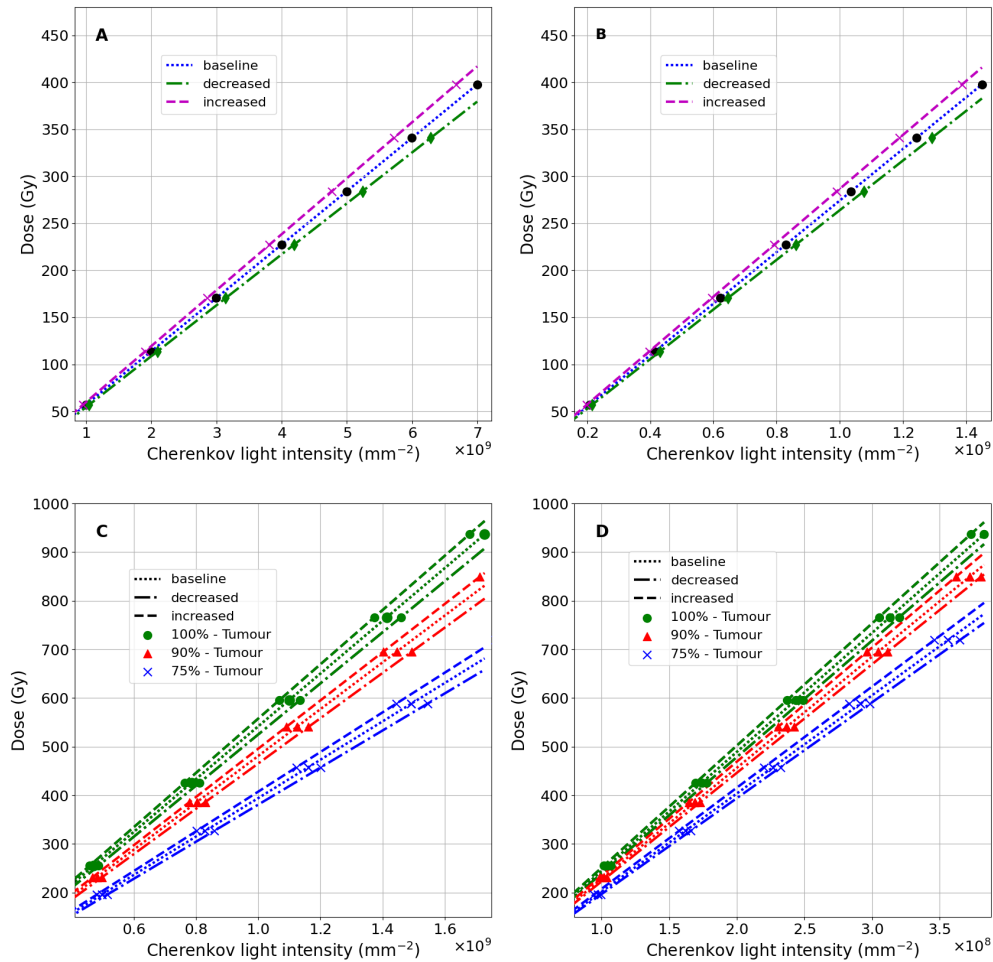 A
baseline
decreased
increased
450
400
350
300
250
200
150
100
50
Dose (Gy)
1 2 3 4 5 6 7
Cherenkov light intensity (mm⁻²)
×10⁹
B
baseline
decreased
increased
450
400
350
300
250
200
150
100
50
Dose (Gy)
0.2 0.4 0.6 0.8 1.0 1.2 1.4
Cherenkov light intensity (mm⁻²)
×10⁹
C
baseline
decreased
increased
100% - Tumour
90% - Tumour
75% - Tumour
1000
900
800
700
600
500
400
300
200
Dose (Gy)
0.6 0.8 1.0 1.2 1.4 1.6
Cherenkov light intensity (mm⁻²)
×10⁹
D
baseline
decreased
increased
100% - Tumour
90% - Tumour
75% - Tumour
1000
900
800
700
600
500
400
300
200
Dose (Gy)
1.0 1.5 2.0 2.5 3.0 3.5
Cherenkov light intensity (mm⁻²)
×10⁸